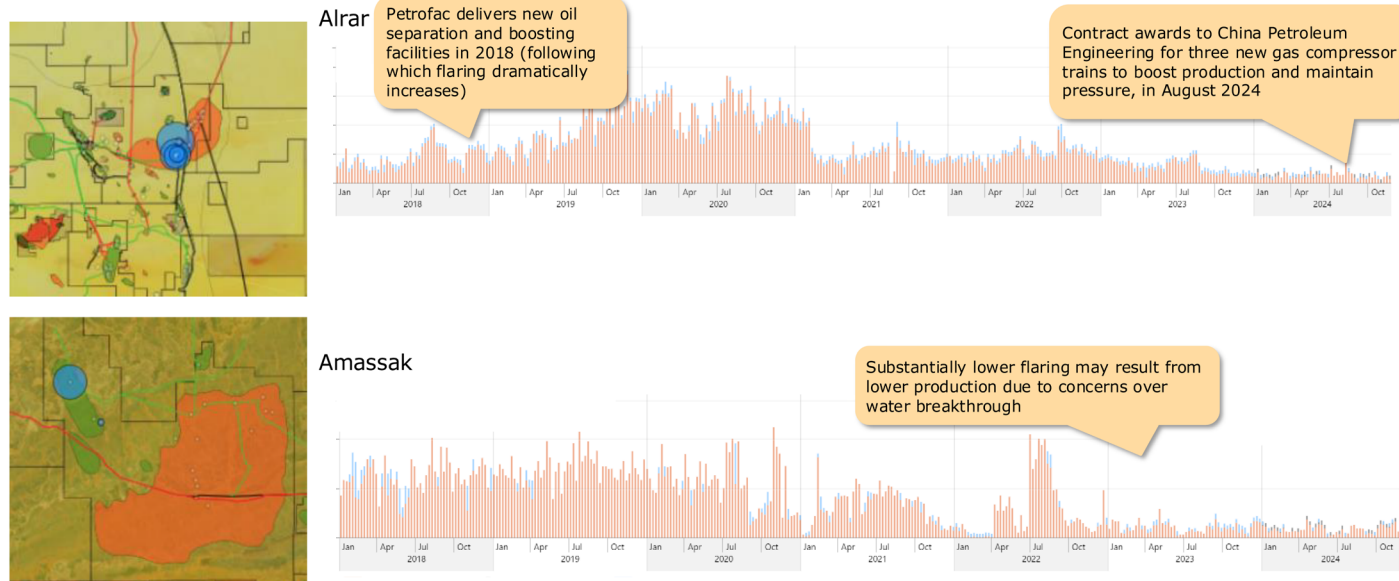 Alrar
Petrofac delivers new oil
separation and boosting
facilities in 2018 (following
which flaring dramatically
increases)
Contract awards to China Petroleum
Engineering for three new gas compressor
trains to boost production and maintain
pressure, in August 2024
Jan Apr Jul Oct Jan Apr Jul Oct Jan Apr Jul Oct Jan Apr Jul Oct Jan Apr Jul Oct Jan Apr Jul Oct Jan Apr Jul Oct
2018 2019 2020 2021 2022 2023 2024
Amassak
Substantially lower flaring may result from
lower production due to concerns over
water breakthrough
Jan Apr Jul Oct Jan Apr Jul Oct Jan Apr Jul Oct Jan Apr Jul Oct Jan Apr Jul Oct Jan Apr Jul Oct Jan Apr Jul Oct
2018 2019 2020 2021 2022 2023 2024